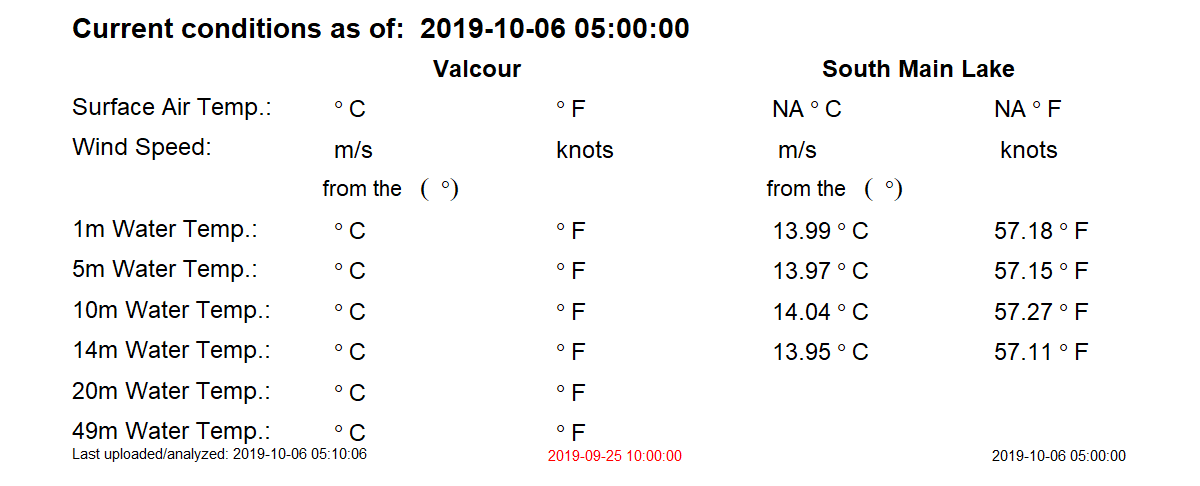 Current conditions as of: 2019-10-06 05:00:00
Valcour South Main Lake
Surface Air Temp.: ° C ° F NA ° C NA ° F
Wind Speed: m/s knots m/s knots
from the ( °) from the ( °)
1m Water Temp.: ° C ° F 13.99 ° C 57.18 ° F
5m Water Temp.: ° C ° F 13.97 ° C 57.15 ° F
10m Water Temp.: ° C ° F 14.04 ° C 57.27 ° F
14m Water Temp.: ° C ° F 13.95 ° C 57.11 ° F
20m Water Temp.: ° C ° F
49m Water Temp.: ° C ° F
Last uploaded/analyzed: 2019-10-06 05:10:06 2019-09-25 10:00:00 2019-10-06 05:00:00